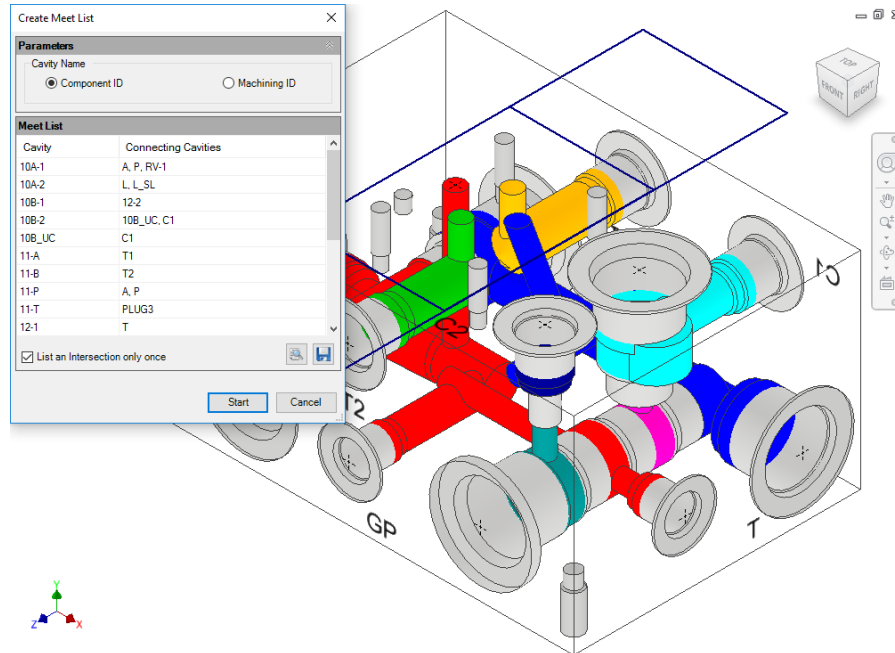 Create Meet List
Parameters
Cavity Name
Component ID
Machining ID
Meet List
Cavity Connecting Cavities
10A-1 A, P, RV-1
10A-2 L, L_SL
10B-1 12-2
10B-2 10B_UC, C1
10B_UC C1
11-A T1
11-B T2
11-P A, P
11-T PLUG3
12-1 T
List an Intersection only once
Start Cancel
TOP
FRONT RIGHT
C1
C2
T2
GP
T
Y
Z X